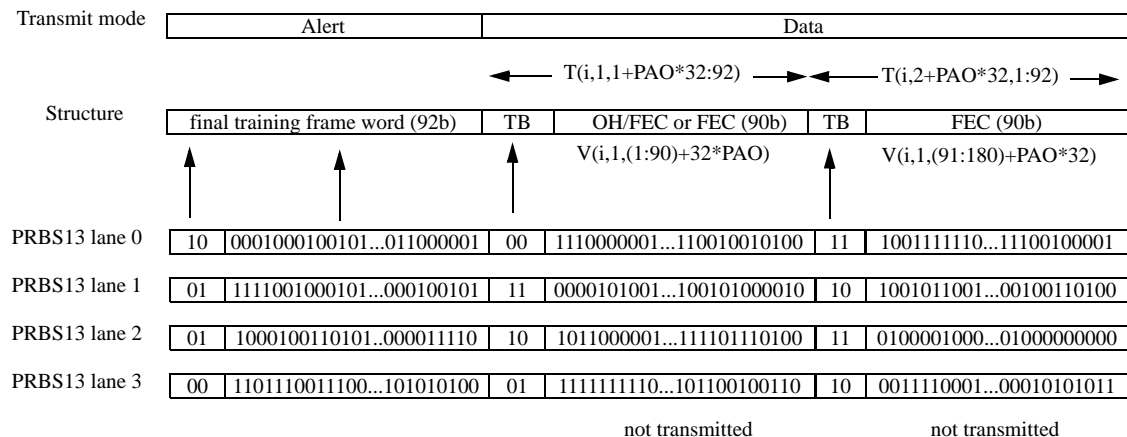 Transmit mode Alert Data
T(i,1,1+PAO*32:92) T(i,2+PAO*32,1:92)
Structure final training frame word (92b) TB OH/FEC or FEC (90b) TB FEC (90b)
V(i,1,(1:90)+32*PAO) V(i,1,(91:180)+PAO*32)
PRBS13 lane 0 10 0001000100101...011000001 00 1110000001...110010010100 11 1001111110...11100100001
PRBS13 lane 1 01 1111001000101...000100101 11 0000101001...100101000010 10 1001011001...00100110100
PRBS13 lane 2 01 1000100110101..000011110 10 1011000001...111101110100 11 0100001000...01000000000
PRBS13 lane 3 00 1101110011100...101010100 01 1111111110...101100100110 10 0011110001...00010101011
not transmitted not transmitted